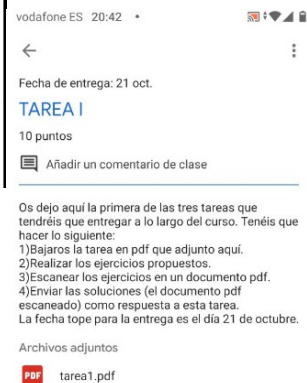 vodafone ES 20:42 •
Fecha de entrega: 21 oct.
TAREA I
10 puntos
Añadir un comentario de clase
Os dejo aquí la primera de las tres tareas que
tendréis que entregar a lo largo del curso. Tenéis que
hacer lo siguiente:
1)Bajaros la tarea en pdf que adjunto aquí.
2)Realizar los ejercicios propuestos.
3)Escanear los ejercicios en un documento pdf.
4)Enviar las soluciones (el documento pdf
escaneado) como respuesta a esta tarea.
La fecha tope para la entrega es el día 21 de octubre.
Archivos adjuntos
PDF tarea1.pdf